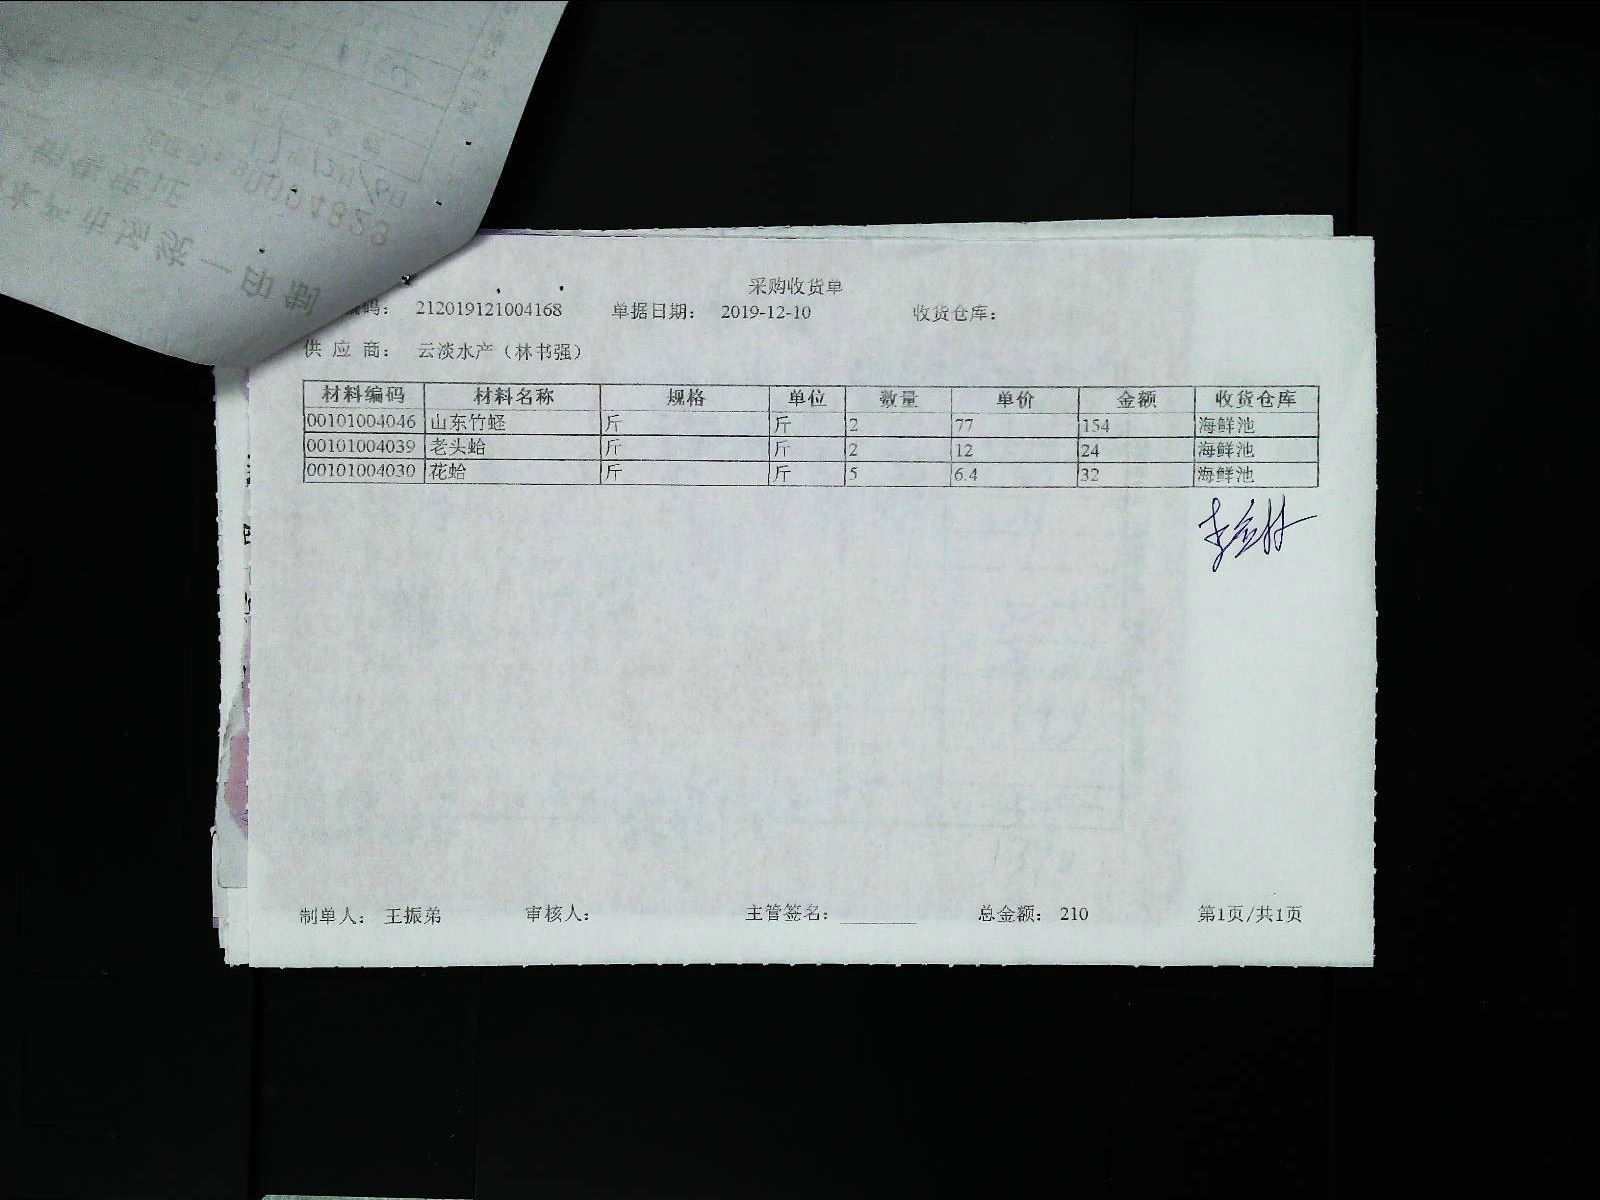 采购收货单
编码： 212019121004168 单据日期： 2019-12-10 收货仓库：
供应商： 云淡水产（林书强）
材料编码 材料名称 规格 单位 数量 单价 金额 收货仓库
00101004046 山东竹蛏 斤 斤 2 77 154 海鲜池
00101004039 老头蛤 斤 斤 2 12 24 海鲜池
00101004030 花蛤 斤 斤 5 6.4 32 海鲜池
制单人： 王振弟 审核人： 主管签名： 总金额： 210 第1页/共1页